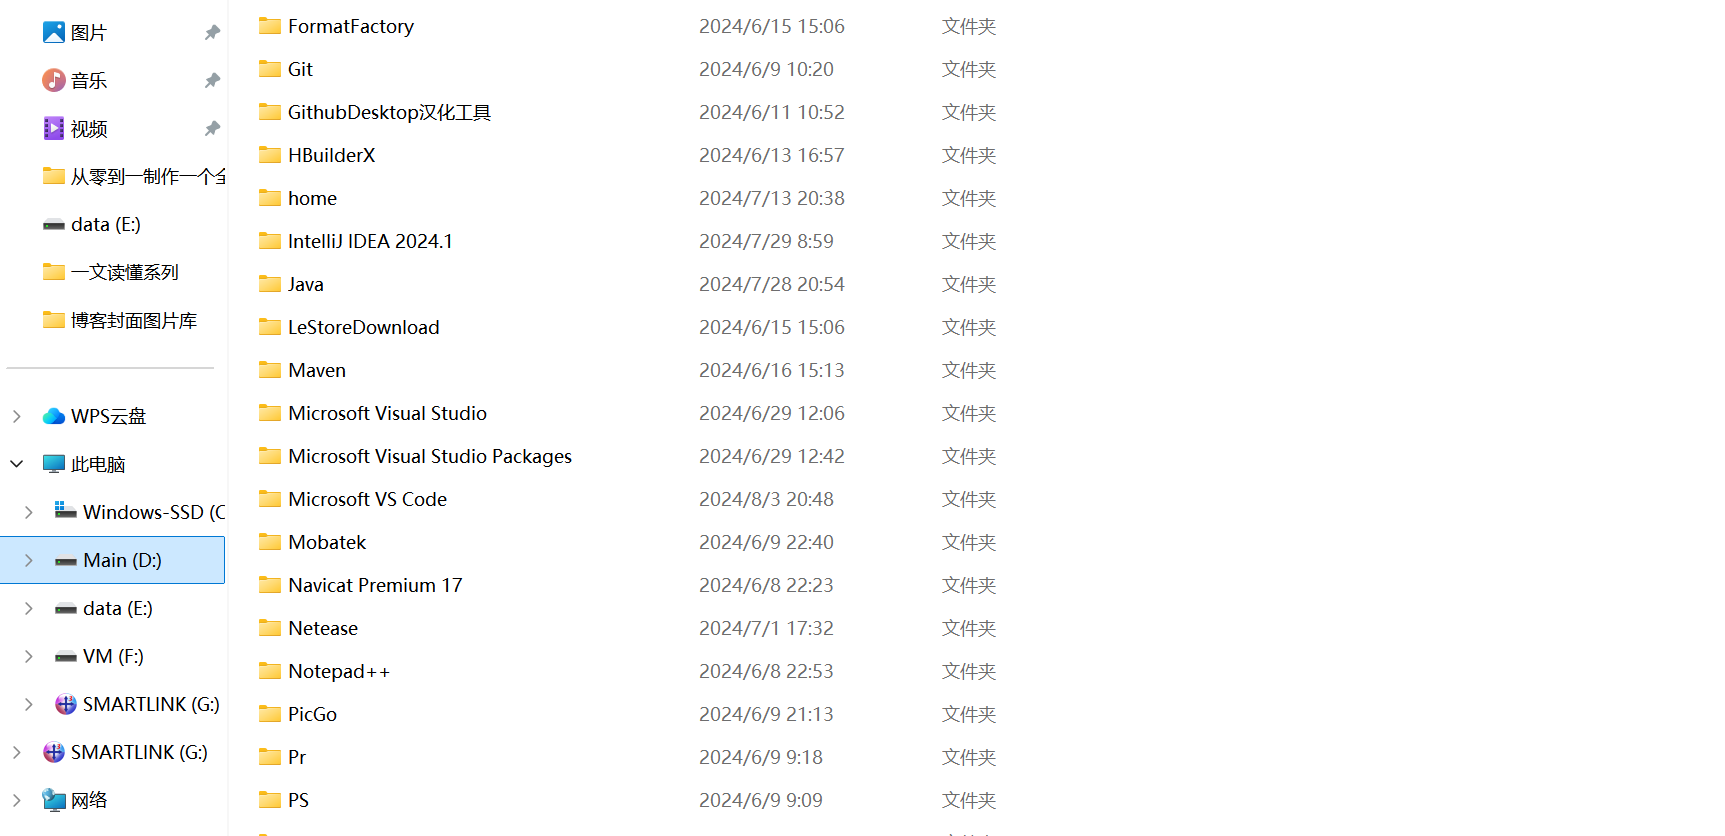 图片
音乐
视频
从零到一制作一个
data (E:)
一文读懂系列
博客封面图片库
WPS云盘
此电脑
Windows-SSD (C
Main (D:)
data (E:)
VM (F:)
SMARTLINK (G:)
SMARTLINK (G:)
网络
FormatFactory 2024/6/15 15:06 文件夹
Git 2024/6/9 10:20 文件夹
GithubDesktop汉化工具 2024/6/11 10:52 文件夹
HBuilderX 2024/6/13 16:57 文件夹
home 2024/7/13 20:38 文件夹
IntelliJ IDEA 2024.1 2024/7/29 8:59 文件夹
Java 2024/7/28 20:54 文件夹
LeStoreDownload 2024/6/15 15:06 文件夹
Maven 2024/6/16 15:13 文件夹
Microsoft Visual Studio 2024/6/29 12:06 文件夹
Microsoft Visual Studio Packages 2024/6/29 12:42 文件夹
Microsoft VS Code 2024/8/3 20:48 文件夹
Mobatek 2024/6/9 22:40 文件夹
Navicat Premium 17 2024/6/8 22:23 文件夹
Netease 2024/7/1 17:32 文件夹
Notepad++ 2024/6/8 22:53 文件夹
PicGo 2024/6/9 21:13 文件夹
Pr 2024/6/9 9:18 文件夹
PS 2024/6/9 9:09 文件夹